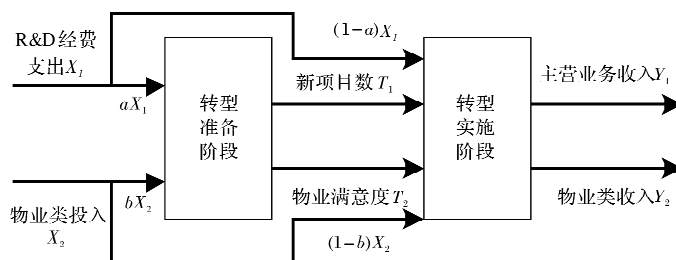 R&D经费
支出X₁
(1-a)X₁
aX₁
转型
准备
阶段
新项目数T₁
转型
实施
阶段
主营业务收入Y₁
物业类投入
X₂
bX₂
物业满意度T₂
(1-b)X₂
物业类收入Y₂